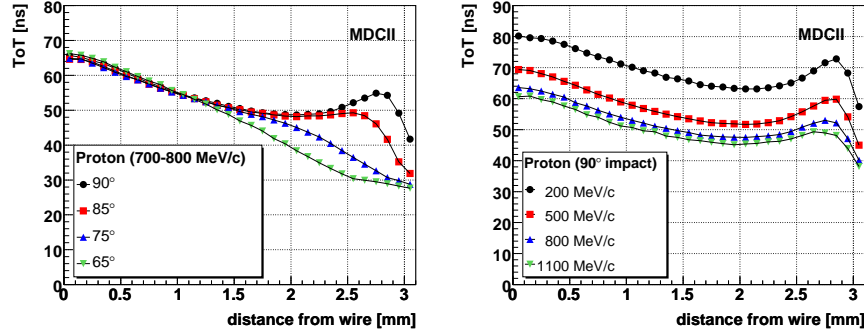 ToT [ns]
80
70
60
50
40
30
20
10
0
MDCII
Proton (700-800 MeV/c)
90°
85°
75°
65°
0 0.5 1 1.5 2 2.5 3
distance from wire [mm]
ToT [ns]
90
80
70
60
50
40
30
20
10
0
MDCII
Proton (90° impact)
200 MeV/c
500 MeV/c
800 MeV/c
1100 MeV/c
0 0.5 1 1.5 2 2.5 3
distance from wire [mm]